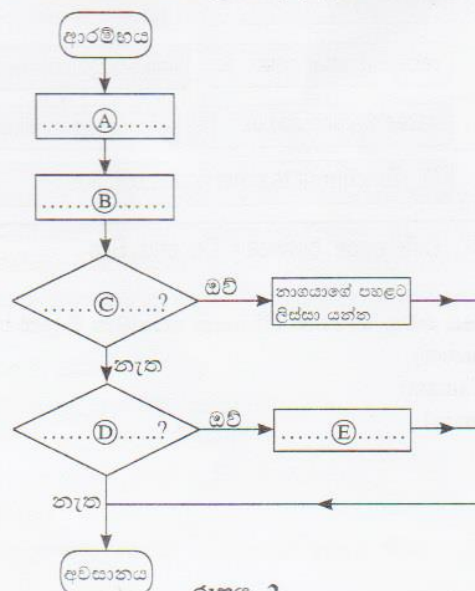 ආරම්භය
......Ⓐ......
......Ⓑ......
......Ⓒ.....?
ඔව්
නාගයාගේ පහළට
ලිස්සා යන්න
නැත
......Ⓓ.....?
ඔව්
......Ⓔ......
නැත
අවසානය